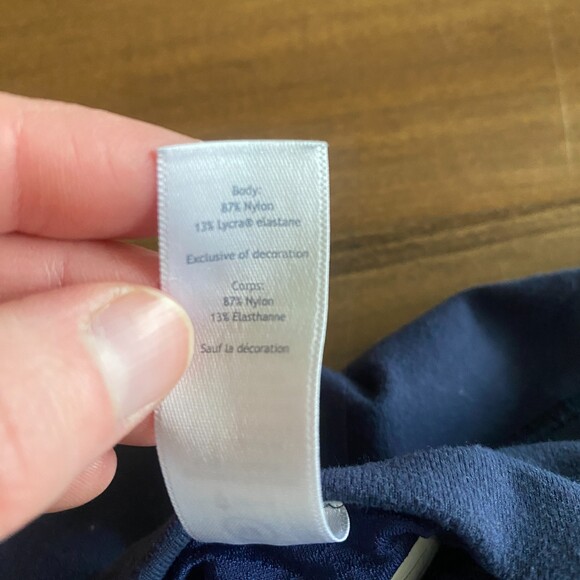 Body:
87% Nylon
13% Lycra® elastane
Exclusive of decoration
Corps:
87% Nylon
13% Elasthanne
Sauf la décoration